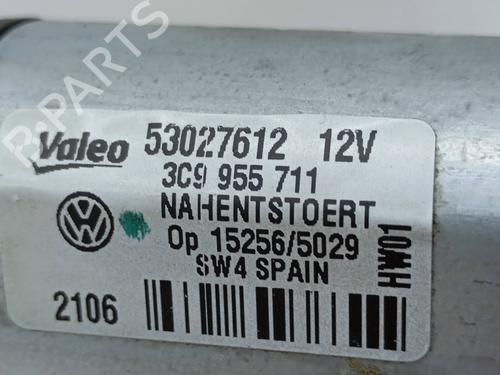 B-PARTS
Valeo 53027612 12V
3C9 955 711
NAHENTSTOERT
Op 15256/5029
SW4 SPAIN
HW01
2106